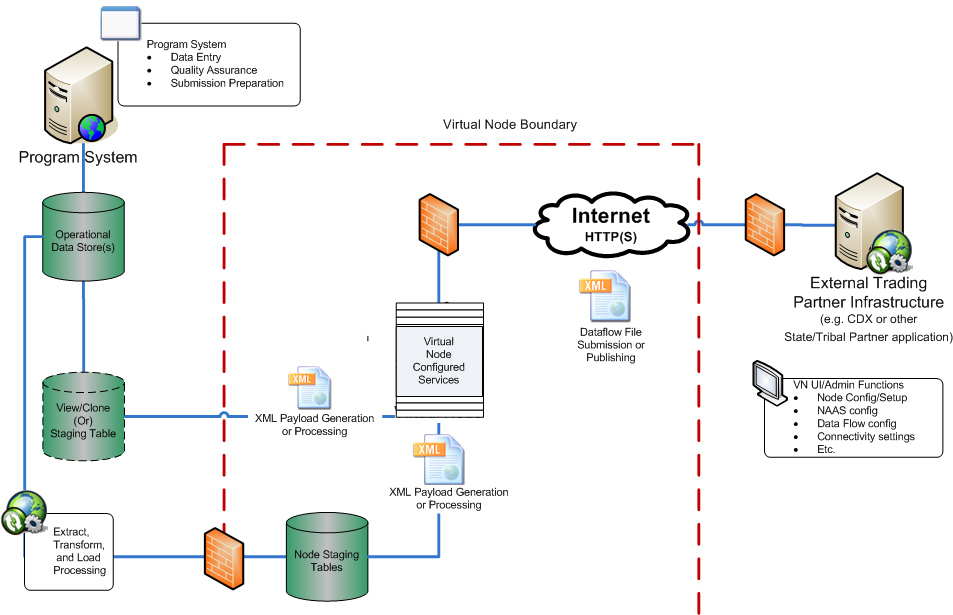 Program System
• Data Entry
• Quality Assurance
• Submission Preparation
Program System
Virtual Node Boundary
Operational
Data Store(s)
Internet
HTTP(S)
XML
Dataflow File
Submission or
Publishing
External Trading
Partner Infrastructure
(e.g. CDX or other
State/Tribal Partner application)
Virtual
Node
Configured
Services
View/Clone
(Or)
Staging Table
XML
XML Payload Generation
or Processing
VN UI/Admin Functions
• Node Config/Setup
• NAAS config
• Data Flow config
• Connectivity settings
• Etc.
XML
XML Payload Generation
or Processing
Extract,
Transform,
and Load
Processing
Node Staging
Tables